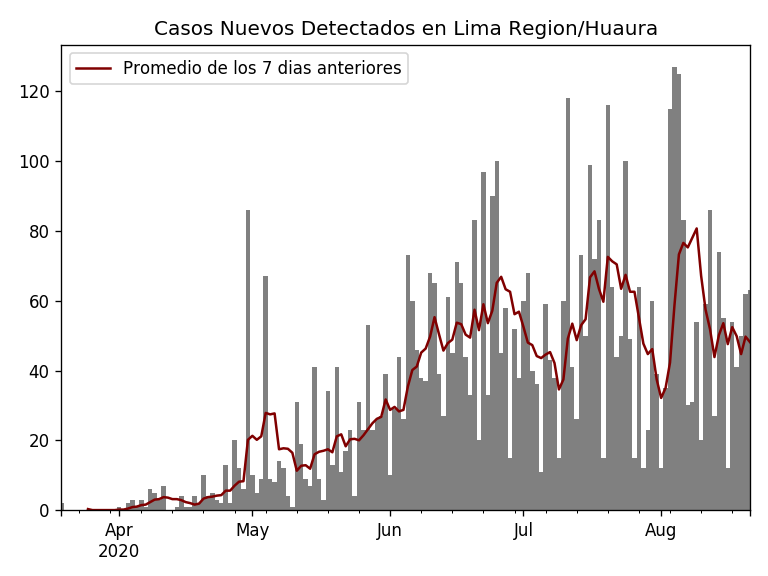 Casos Nuevos Detectados en Lima Region/Huaura
Promedio de los 7 dias anteriores
120
100
80
60
40
20
0
Apr
2020
May
Jun
Jul
Aug